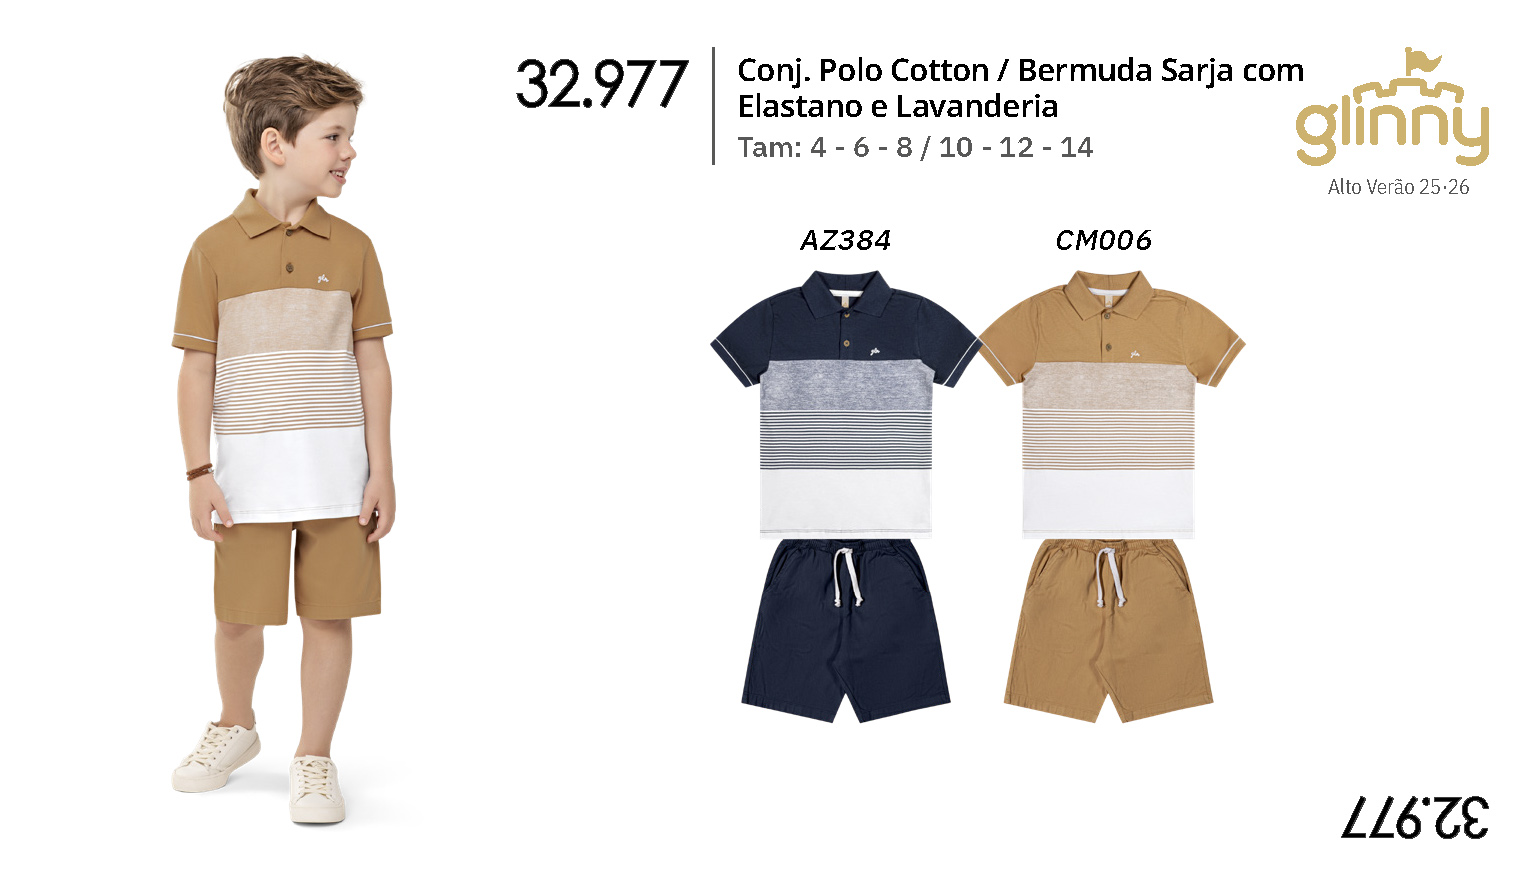 32.977
Conj. Polo Cotton / Bermuda Sarja com
Elastano e Lavanderia
Tam: 4 - 6 - 8 / 10 - 12 - 14
glinny
Alto Verão 25·26
AZ384
CM006
32.977